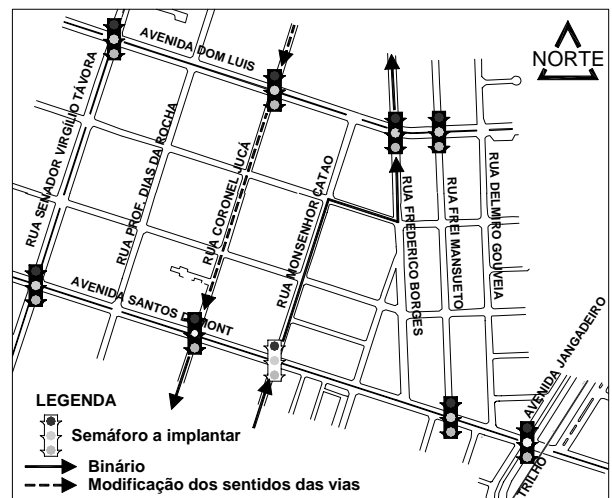 AVENIDA DOM LUIS
NORTE
RUA SENADOR VIRGÍLIO TÁVORA
RUA PROF. DIAS DA ROCHA
RUA CORONEL JUCÁ
RUA MONSENHOR CATAO
RUA FREDERICO BORGES
RUA FREI MANSUETO
RUA DELMIRO GOUVEIA
AVENIDA SANTOS DUMONT
AVENIDA JANGADEIRO
TRILHO
LEGENDA
Semáforo a implantar
Binário
Modificação dos sentidos das vias